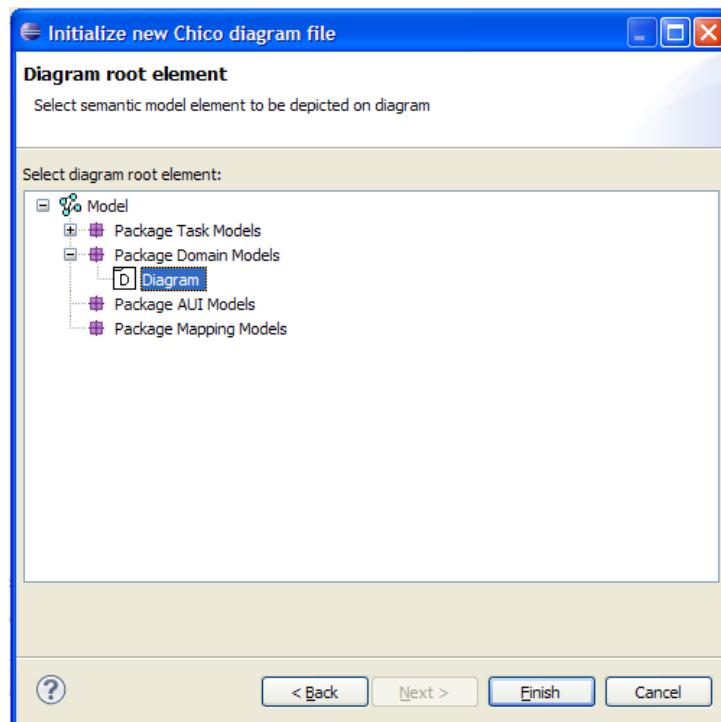 Initialize new Chico diagram file
Diagram root element
Select semantic model element to be depicted on diagram
Select diagram root element:
Model
Package Task Models
Package Domain Models
D Diagram
Package AUI Models
Package Mapping Models
? < Back Next > Finish Cancel